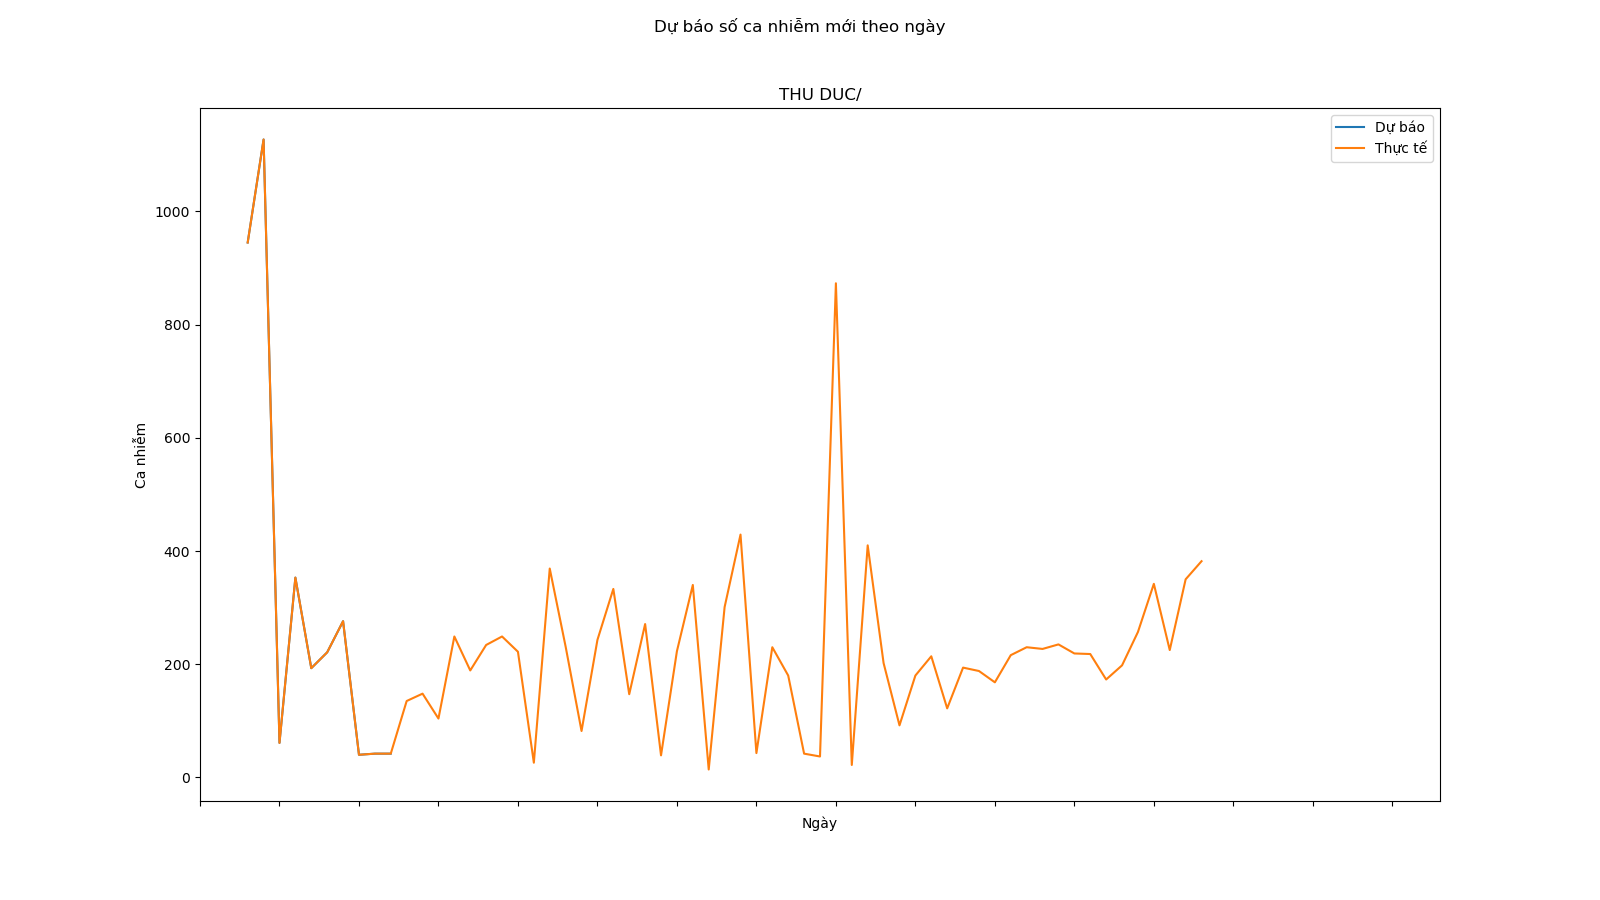 Dự báo số ca nhiễm mới theo ngày
THU DUC/
Dự báo
Thực tế
1000
800
600
400
200
0
Ca nhiễm
Ngày